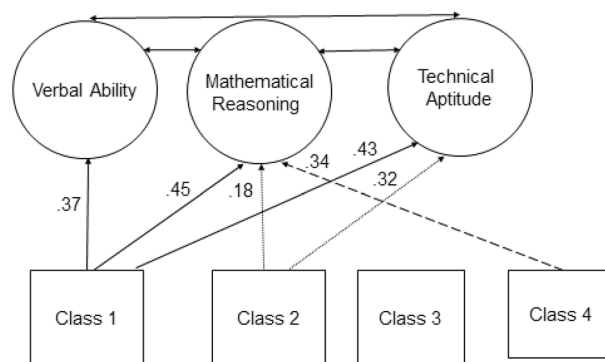 Verbal Ability
Mathematical
Reasoning
Technical
Aptitude
.37
.45
.18
.34
.43
.32
Class 1
Class 2
Class 3
Class 4